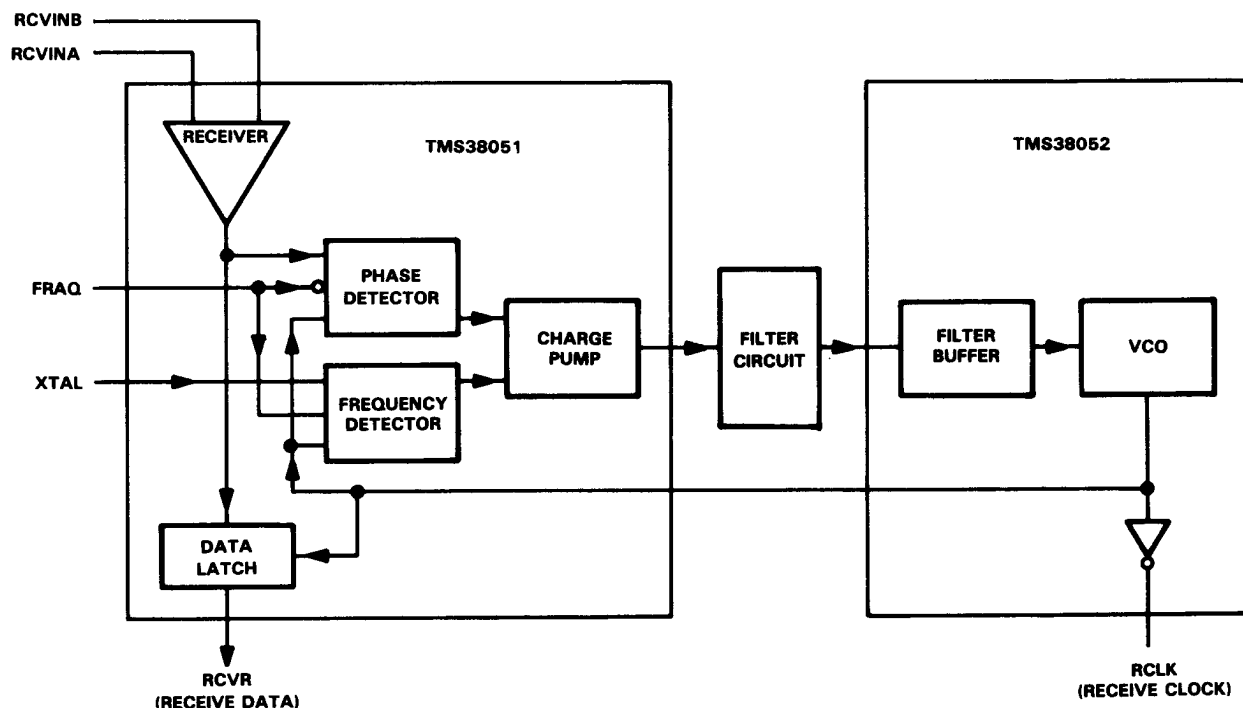 RCVINB
RCVINA
RECEIVER
TMS38051
TMS38052
FRAQ
PHASE
DETECTOR
CHARGE
PUMP
FILTER
CIRCUIT
FILTER
BUFFER
VCO
XTAL
FREQUENCY
DETECTOR
DATA
LATCH
RCVR
(RECEIVE DATA)
RCLK
(RECEIVE CLOCK)